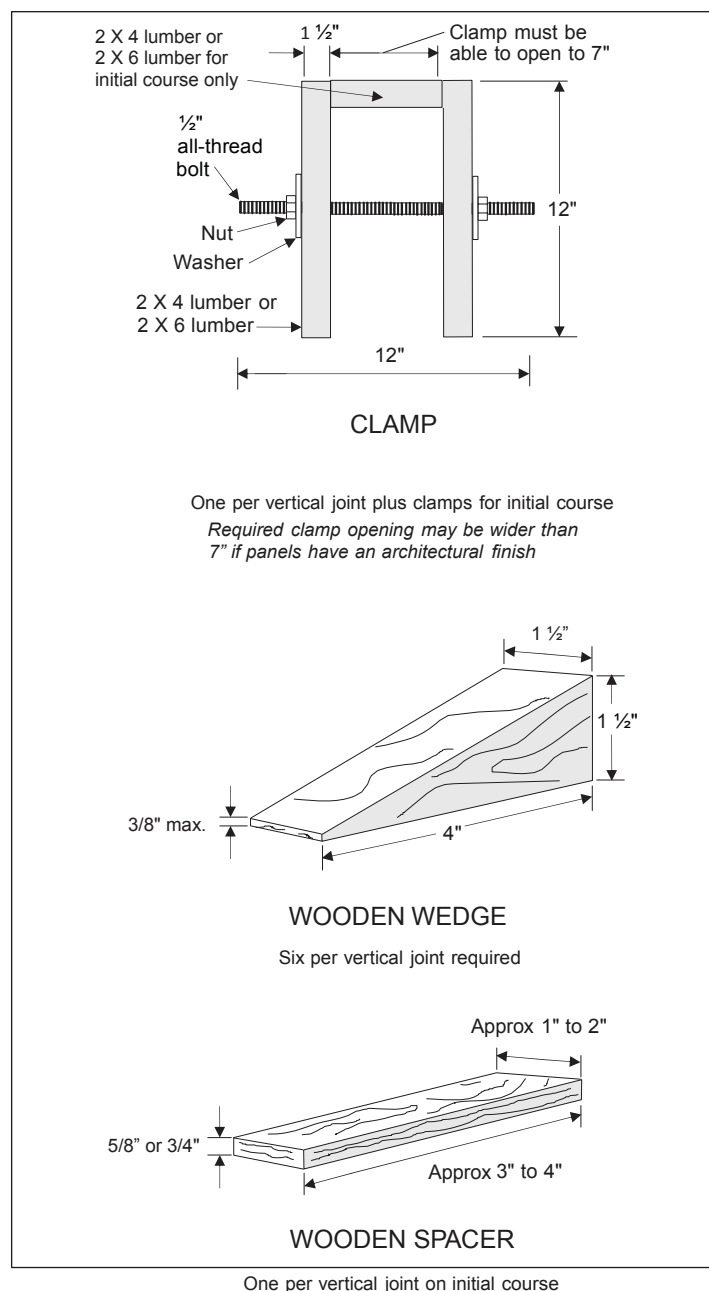 2 X 4 lumber or
2 X 6 lumber for
initial course only
1 ½"
Clamp must be
able to open to 7"
½"
all-thread
bolt
Nut
Washer
12"
2 X 4 lumber or
2 X 6 lumber
12"
CLAMP
One per vertical joint plus clamps for initial course
Required clamp opening may be wider than
7” if panels have an architectural finish
1 ½”
1 ½"
3/8" max.
4"
WOODEN WEDGE
Six per vertical joint required
Approx 1" to 2"
5/8” or 3/4"
Approx 3" to 4"
WOODEN SPACER
One per vertical joint on initial course